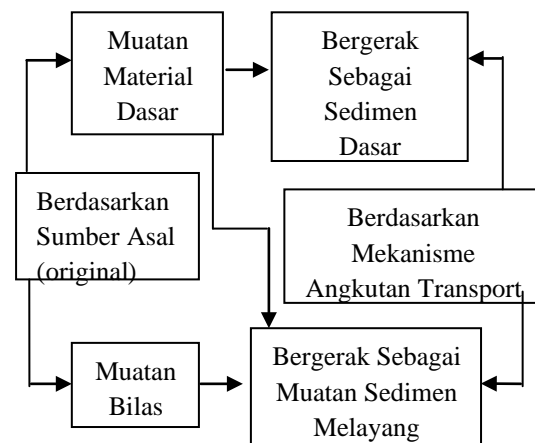 Muatan
Material
Dasar
Bergerak
Sebagai
Sedimen
Dasar
Berdasarkan
Sumber Asal
(original)
Berdasarkan
Mekanisme
Angkutan Transport
Muatan
Bilas
Bergerak Sebagai
Muatan Sedimen
Melayang